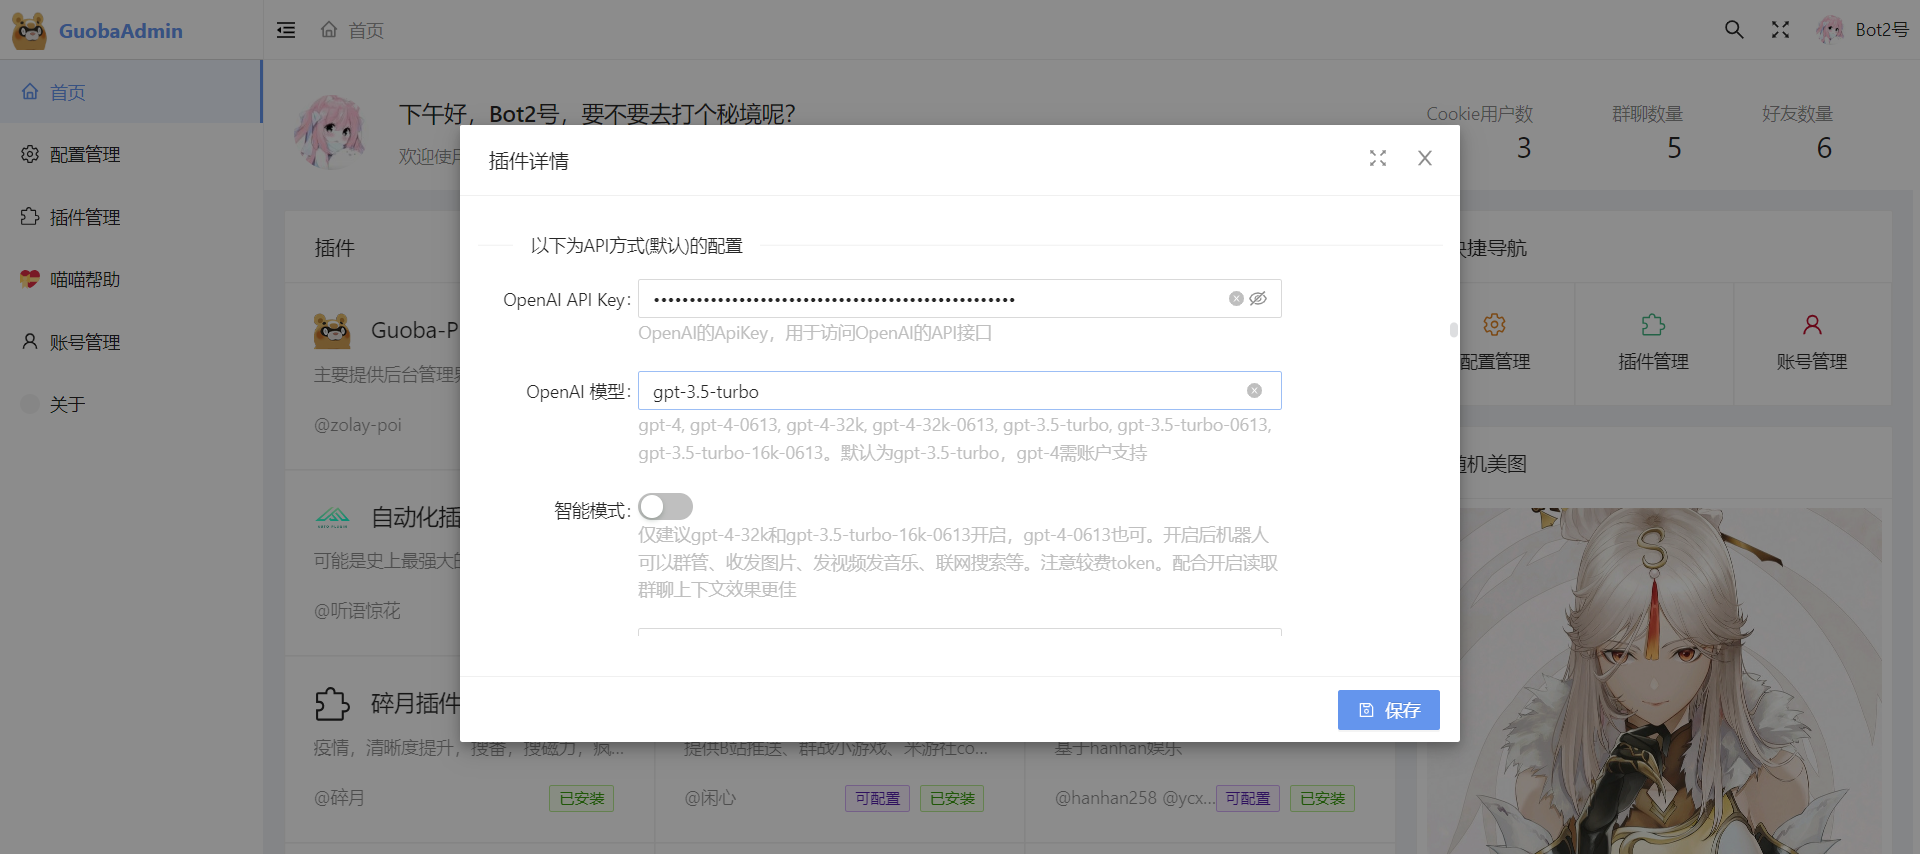 GuobaAdmin
首页
Bot2号
首页
配置管理
插件管理
喵喵帮助
账号管理
关于
下午好，Bot2号，要不要去打个秘境呢?
欢迎使用
Cookie用户数
3
群聊数量
5
好友数量
6
插件
Guoba-P
主要提供后台管理
@zolay-poi
自动化插
可能是史上最强大的
@听语惊花
碎月插件
疫情，清晰度提升，搜番，搜磁力，疯...
@碎月
已安装
提供B站推送、群战小游戏、米游社co...
@闲心
可配置
已安装
基于hanhan娱乐
@hanhan258 @ycx...
可配置
已安装
插件详情
以下为API方式(默认)的配置
OpenAI API Key:
••••••••••••••••••••••••••••••••••••••••••••••••••• 
OpenAI的ApiKey，用于访问OpenAI的API接口
OpenAI 模型:
gpt-3.5-turbo
gpt-4, gpt-4-0613, gpt-4-32k, gpt-4-32k-0613, gpt-3.5-turbo, gpt-3.5-turbo-0613,
gpt-3.5-turbo-16k-0613。默认为gpt-3.5-turbo，gpt-4需账户支持
智能模式:
仅建议gpt-4-32k和gpt-3.5-turbo-16k-0613开启，gpt-4-0613也可。开启后机器人
可以群管、收发图片、发视频发音乐、联网搜索等。注意较费token。配合开启读取
群聊上下文效果更佳
保存
捷导航
配置管理
插件管理
账号管理
机美图